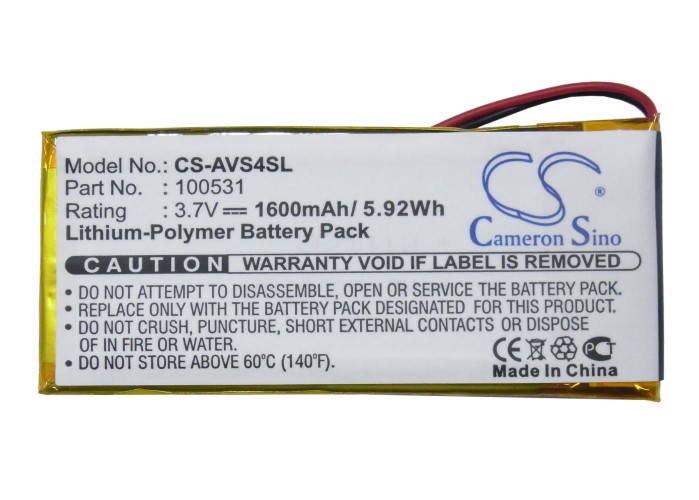 Model No.: CS-AVS4SL
Part No. : 100531
Rating : 3.7V 1600mAh/ 5.92Wh
Lithium-Polymer Battery Pack
CS
®
Cameron Sino
CAUTION WARRANTY VOID IF LABEL IS REMOVED
• DO NOT ATTEMPT TO DISASSEMBLE, OPEN OR SERVICE THE BATTERY PACK.
• REPLACE ONLY WITH THE BATTERY PACK DESIGNATED FOR THIS PRODUCT.
• DO NOT CRUSH, PUNCTURE, SHORT EXTERNAL CONTACTS OR DISPOSE
IN FIRE OR WATER.
• DO NOT STORE ABOVE 60°C (140°F).
CE
PCT
Made In China